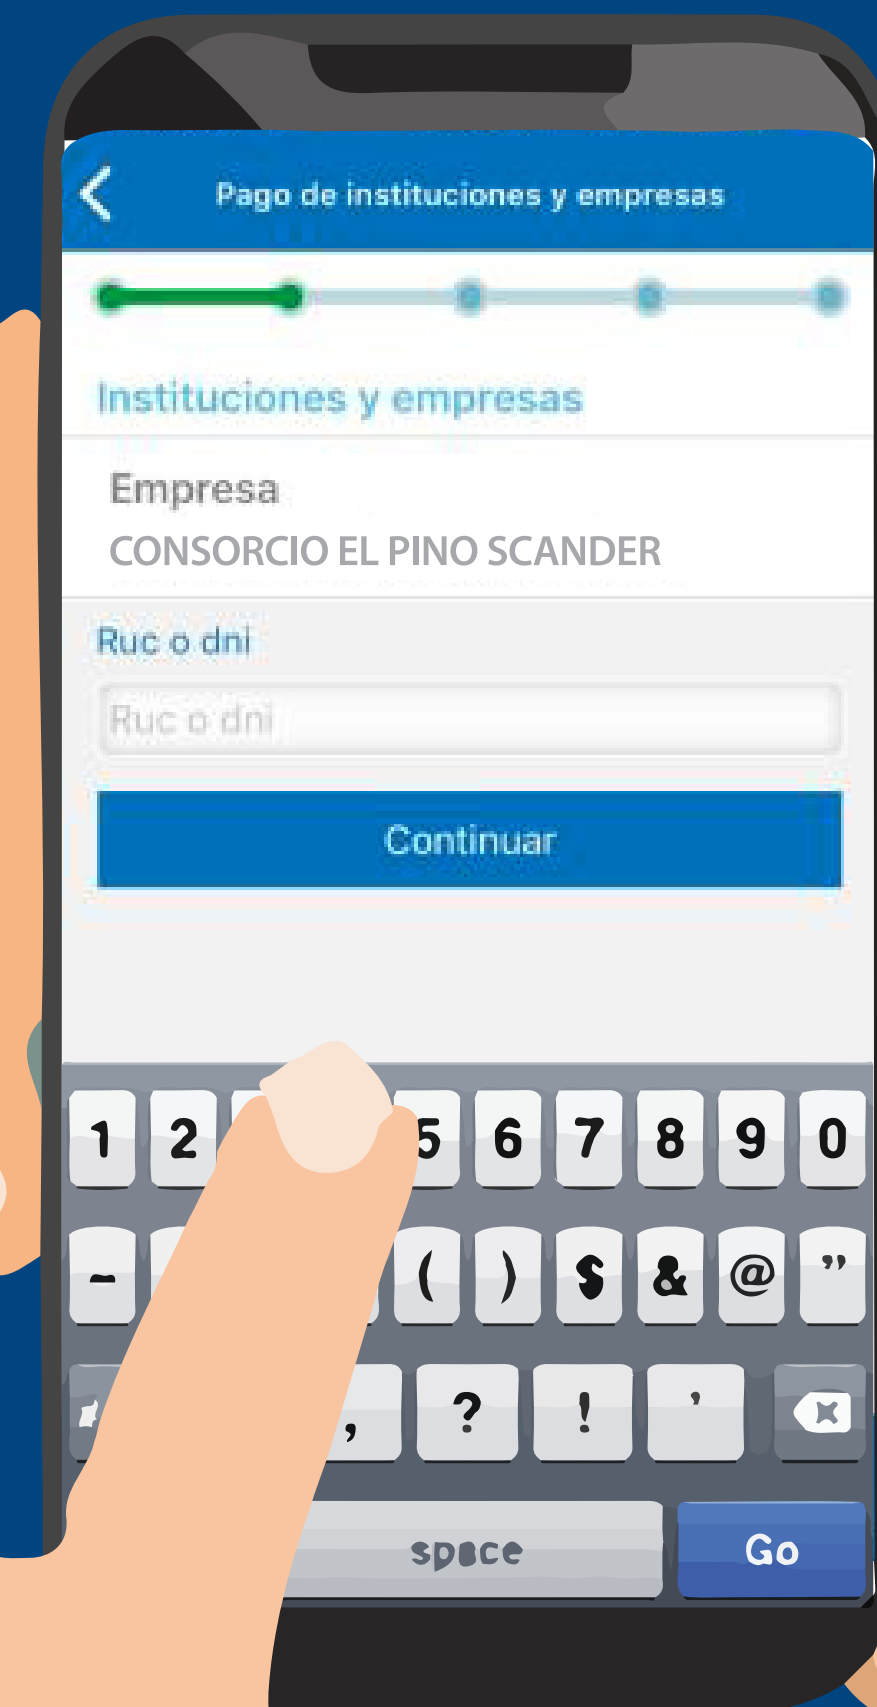 Pago de instituciones y empresas
Instituciones y empresas
Empresa
CONSORCIO EL PINO SCANDER
Ruc o dni
Ruc o dni
Continuar
1 2 5 6 7 8 9 0
- ( ) $ & @ ”
, ? ! ’
space Go